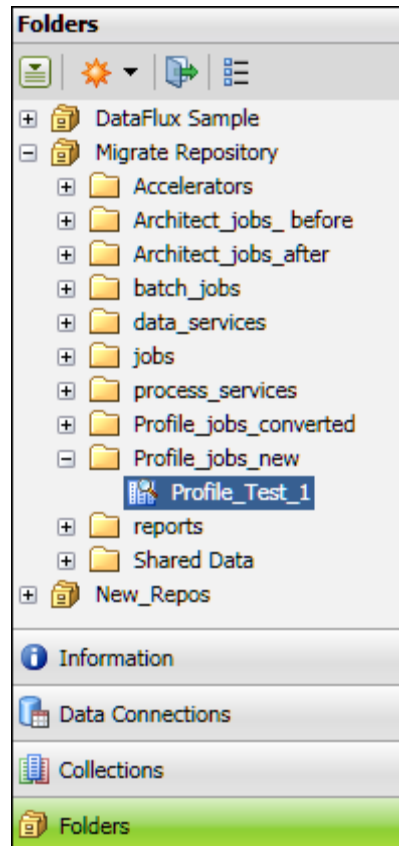 Folders
DataFlux Sample
Migrate Repository
Accelerators
Architect_jobs_ before
Architect_jobs_after
batch_jobs
data_services
jobs
process_services
Profile_jobs_converted
Profile_jobs_new
Profile_Test_1
reports
Shared Data
New_Repos
Information
Data Connections
Collections
Folders